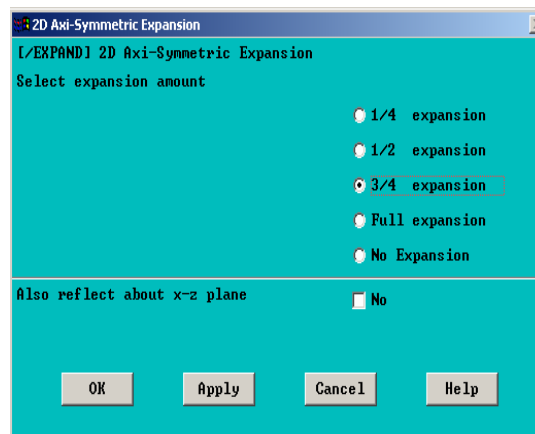 2D Axi-Symmetric Expansion
[/EXPAND] 2D Axi-Symmetric Expansion
Select expansion amount
1/4 expansion
1/2 expansion
3/4 expansion
Full expansion
No Expansion
Also reflect about x-z plane
No
OK
Apply
Cancel
Help